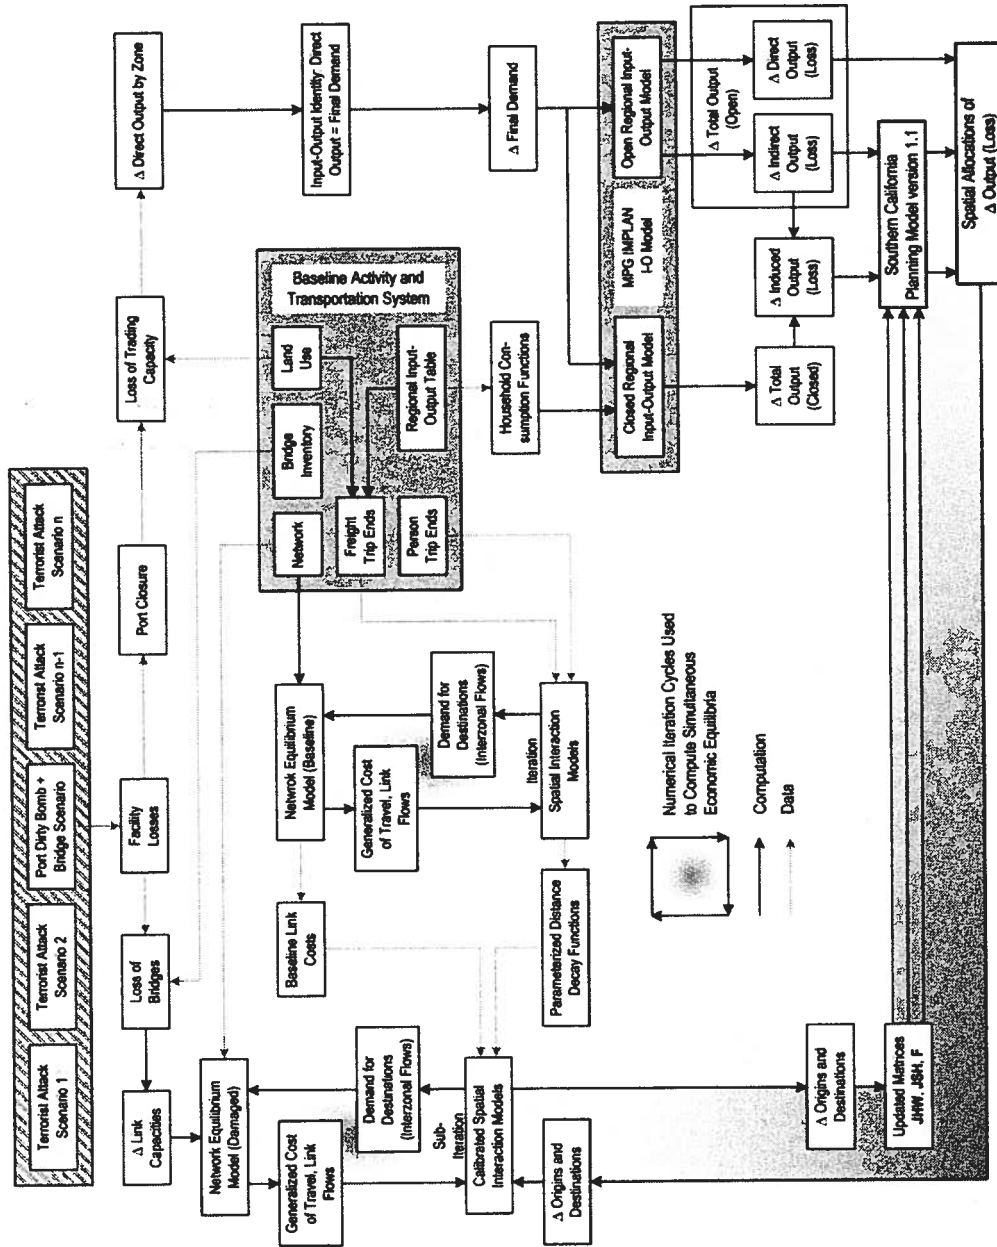 Terrorist Attack
Scenario 1
Terrorist Attack
Scenario 2
Port Dirty Bomb +
Bridge Scenario
Terrorist Attack
Scenario n-1
Terrorist Attack
Scenario n
Δ Link
Capacities
Loss of
Bridges
Facility
Losses
Port Closure
Loss of Trading
Capacity
Δ Direct Output by Zone
Network Equilibrium
Model (Damaged)
Baseline Link
Costs
Netwrok Equilibrium
Model (Baseline)
Network
Bridge
Inventory
Land
Use
Baseline Activity and
Transportation System
Input-Output Identity: Direct
Output = Final Demand
Generalized Cost
of Travel, Link
Flows
Demand for
Destinations
(Interzonal Flows)
Generalized Cost
of Travel, Link
Flows
Demand for
Destinations
(Interzonal Flows)
Freight
Trip Ends
Person
Trip Ends
Regional Input-
Output Table
Δ Final Demand
Sub-
Iteration
Calibrated Spatial
Interaction Models
Parameterized Distance
Decay Functions
Iteration
Spatial Interaction
Models
Household Con-
sumption Functions
Δ Origins and
Destinations
Numerical Iteration Cycles Used
to Compute Simultaneous
Economic Equilibria
Computation
Data
Closed Regional
Input-Output Model
MPG IMPLAN
I-O Model
Open Regional Input-
Output Model
Δ Total
Output
(Closed)
Δ Induced
Output
(Loss)
Δ Total Output
(Open)
Δ Indirect
Output
(Loss)
Δ Direct
Output
(Loss)
Δ Origins and
Destinations
Updated Matrices
JHW, JSH, F
Southern California
Planning Model version 1.1
Spatial Allocations of
Δ Output (Loss)